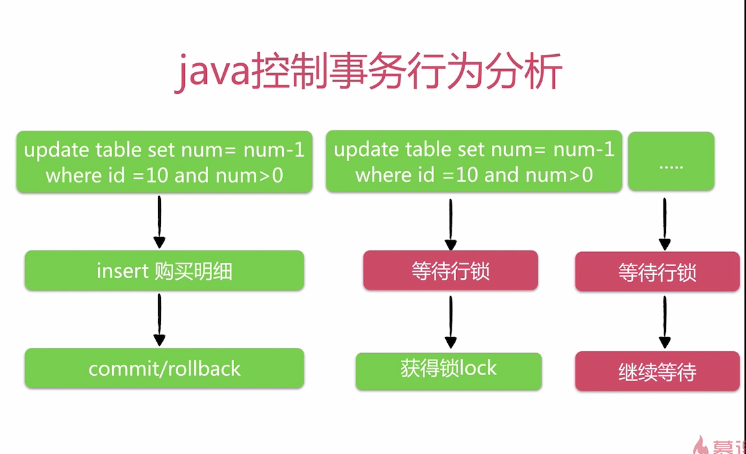 java控制事务行为分析
update table set num= num-1
where id =10 and num>0
update table set num= num-1
where id =10 and num>0
.....
insert 购买明细
等待行锁
等待行锁
commit/rollback
获得锁lock
继续等待